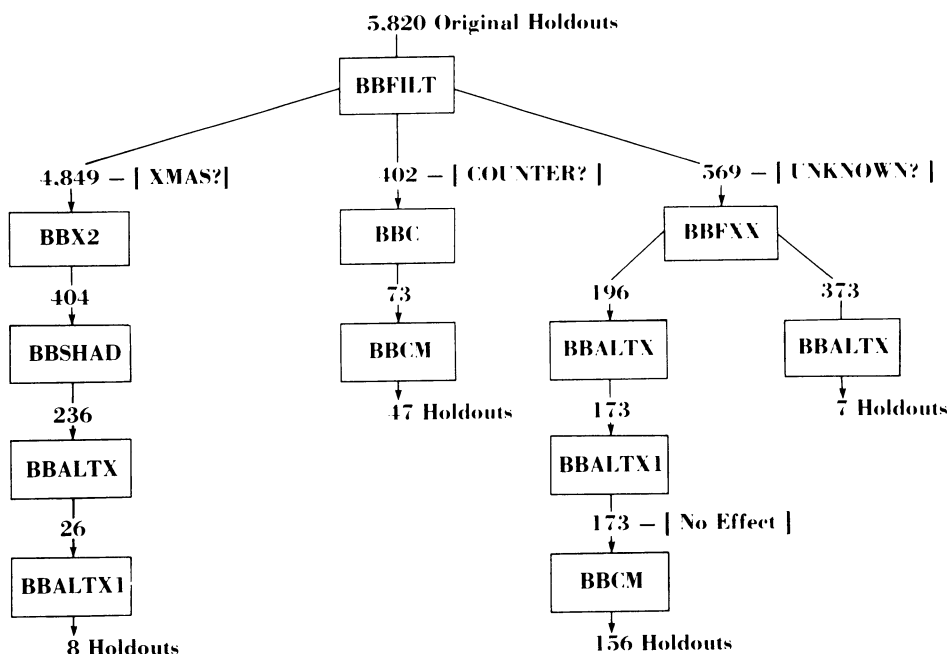 5,820 Original Holdouts
BBFILT
4,849 – [ XMAS?]
402 – [ COUNTER? ]
569 – [ UNKNOWN? ]
BBX2
BBC
BBFXX
404
73
196
373
BBSHAD
BBCM
BBALTX
BBALTX
236
47 Holdouts
173
7 Holdouts
BBALTX
BBALTX1
26
173 – [ No Effect ]
BBALTX1
BBCM
8 Holdouts
156 Holdouts